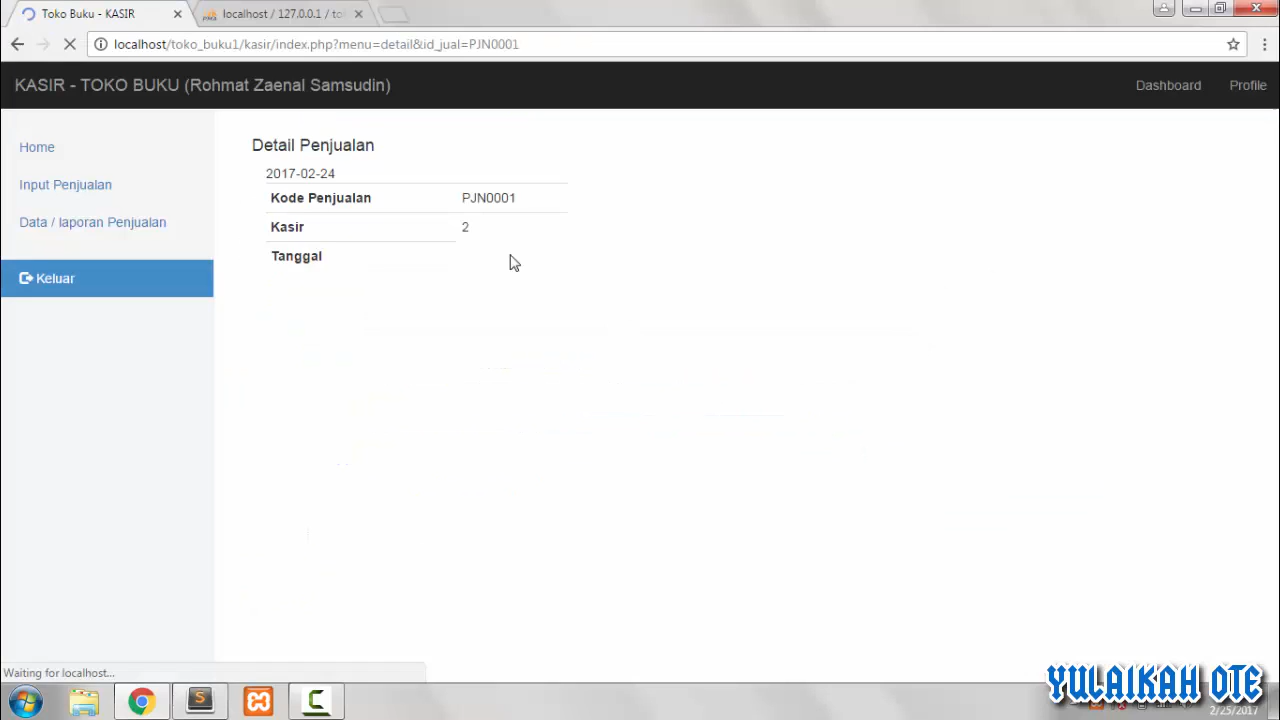 Toko Buku - KASIR
localhost / 127.0.0.1 / to
localhost/toko_buku1/kasir/index.php?menu=detail&id_jual=PJN0001
KASIR - TOKO BUKU (Rohmat Zaenal Samsudin)
Dashboard
Profile
Home
Input Penjualan
Data / laporan Penjualan
Keluar
Detail Penjualan
2017-02-24
Kode Penjualan PJN0001
Kasir 2
Tanggal
Waiting for localhost...
YULAIKAH OTE
2/25/2017